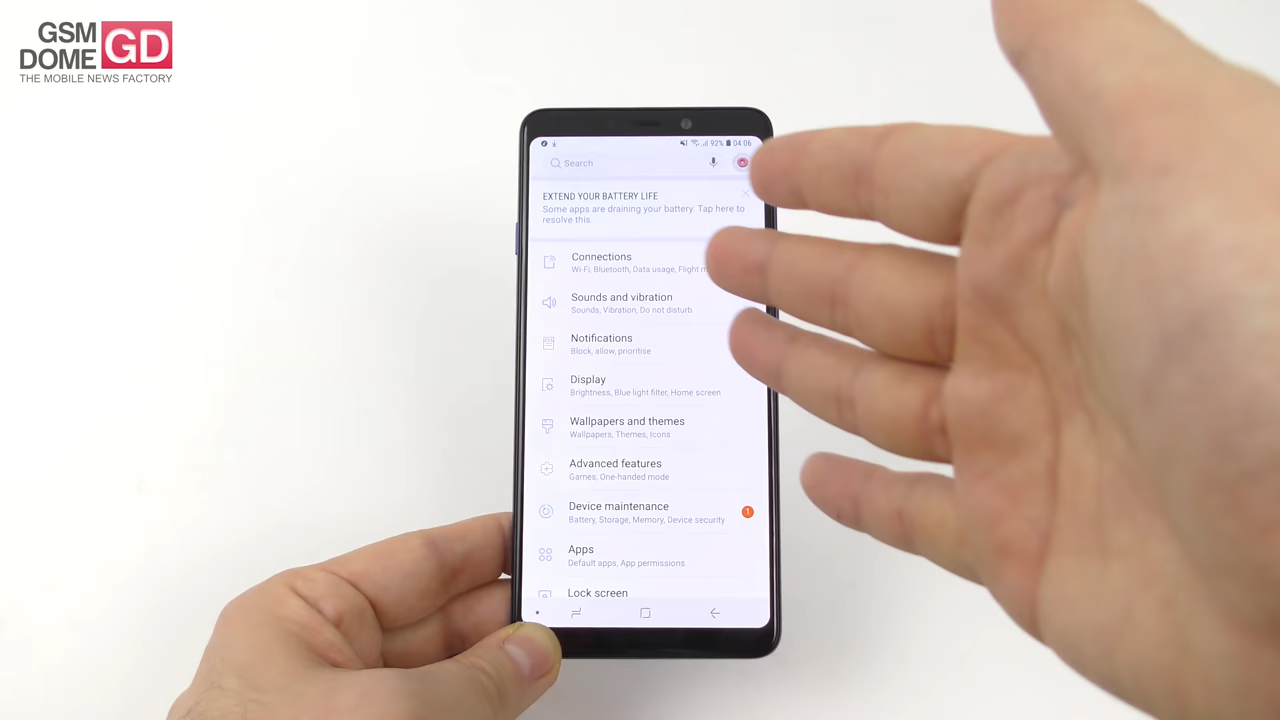 GSM
DOME GD
THE MOBILE NEWS FACTORY
92% 04:06
Search
EXTEND YOUR BATTERY LIFE
Some apps are draining your battery. Tap here to
resolve this.
Connections
Wi-Fi, Bluetooth, Data usage, Flight
Sounds and vibration
Sounds, Vibration, Do not disturb
Notifications
Block, allow, prioritise
Display
Brightness, Blue light filter, Home screen
Wallpapers and themes
Wallpapers, Themes, Icons
Advanced features
Games, One-handed mode
Device maintenance
Battery, Storage, Memory, Device security
1
Apps
Default apps, App permissions
Lock screen